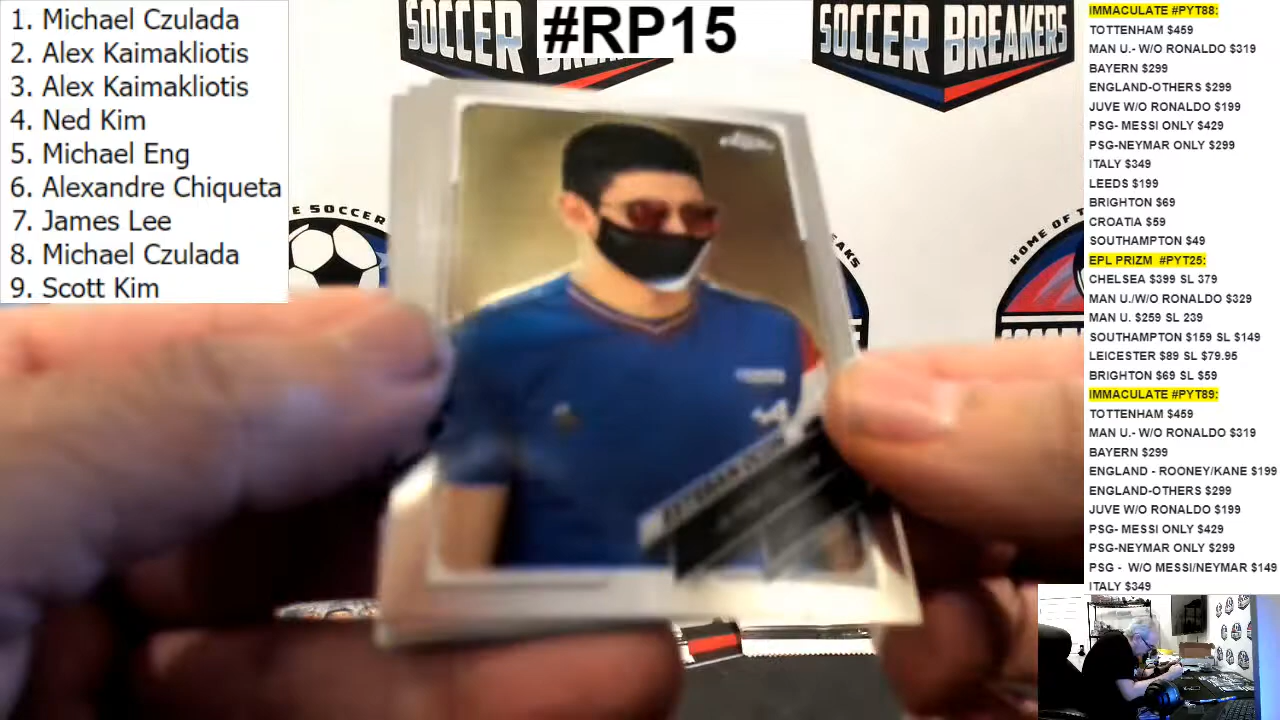 1. Michael Czulada
2. Alex Kaimakliotis
3. Alex Kaimakliotis
4. Ned Kim
5. Michael Eng
6. Alexandre Chiqueta
7. James Lee
8. Michael Czulada
9. Scott Kim
#RP15
SOCCER
SOCCER BREAKERS
E SOCCER
HOME OF T
IMMACULATE #PYT88:
TOTTENHAM $459
MAN U.- W/O RONALDO $319
BAYERN $299
ENGLAND-OTHERS $299
JUVE W/O RONALDO $199
PSG- MESSI ONLY $429
PSG-NEYMAR ONLY $299
ITALY $349
LEEDS $199
BRIGHTON $69
CROATIA $59
SOUTHAMPTON $49
EPL PRIZM #PYT25:
CHELSEA $399 SL 379
MAN U./W/O RONALDO $329
MAN U. $259 SL 239
SOUTHAMPTON $159 SL $149
LEICESTER $89 SL $79.95
BRIGHTON $69 SL $59
IMMACULATE #PYT89:
TOTTENHAM $459
MAN U.- W/O RONALDO $319
BAYERN $299
ENGLAND - ROONEY/KANE $199
ENGLAND-OTHERS $299
JUVE W/O RONALDO $199
PSG- MESSI ONLY $429
PSG-NEYMAR ONLY $299
PSG - W/O MESSI/NEYMAR $149
ITALY $349